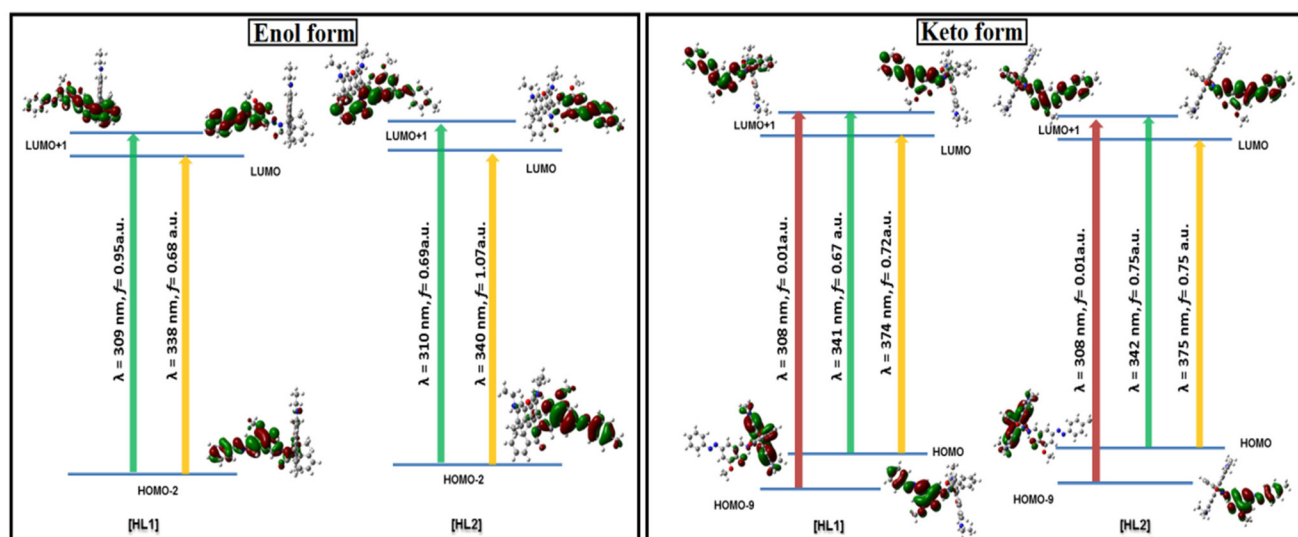 Enol form
LUMO+1
LUMO
λ = 309 nm, f= 0.95a.u.
λ = 338 nm, f= 0.68 a.u.
HOMO-2
[HL1]
LUMO+1
LUMO
λ = 310 nm, f= 0.69a.u.
λ = 340 nm, f= 1.07a.u.
HOMO-2
[HL2]
Keto form
LUMO+1
LUMO
λ = 308 nm, f= 0.01a.u.
λ = 341 nm, f= 0.67 a.u.
λ = 374 nm, f= 0.72a.u.
HOMO
HOMO-9
[HL1]
LUMO+1
LUMO
λ = 308 nm, f= 0.01a.u.
λ = 342 nm, f= 0.75a.u.
λ = 375 nm, f= 0.75 a.u.
HOMO
HOMO-9
[HL2]